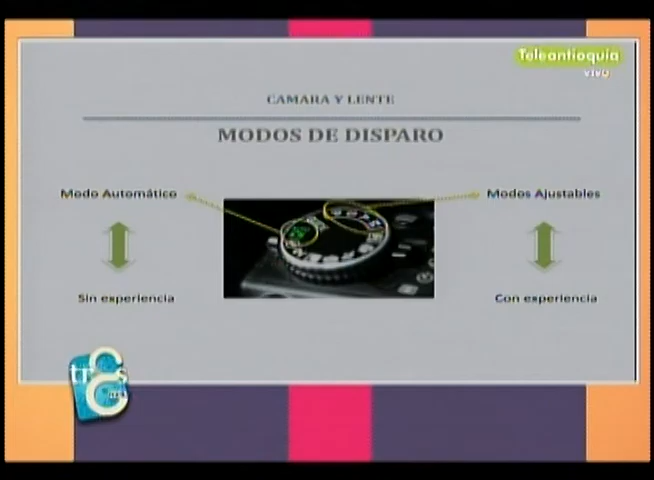 Teleantioquia
VIVO
CAMARA Y LENTE
MODOS DE DISPARO
Modo Automático
Modos Ajustables
Sin experiencia
Con experiencia